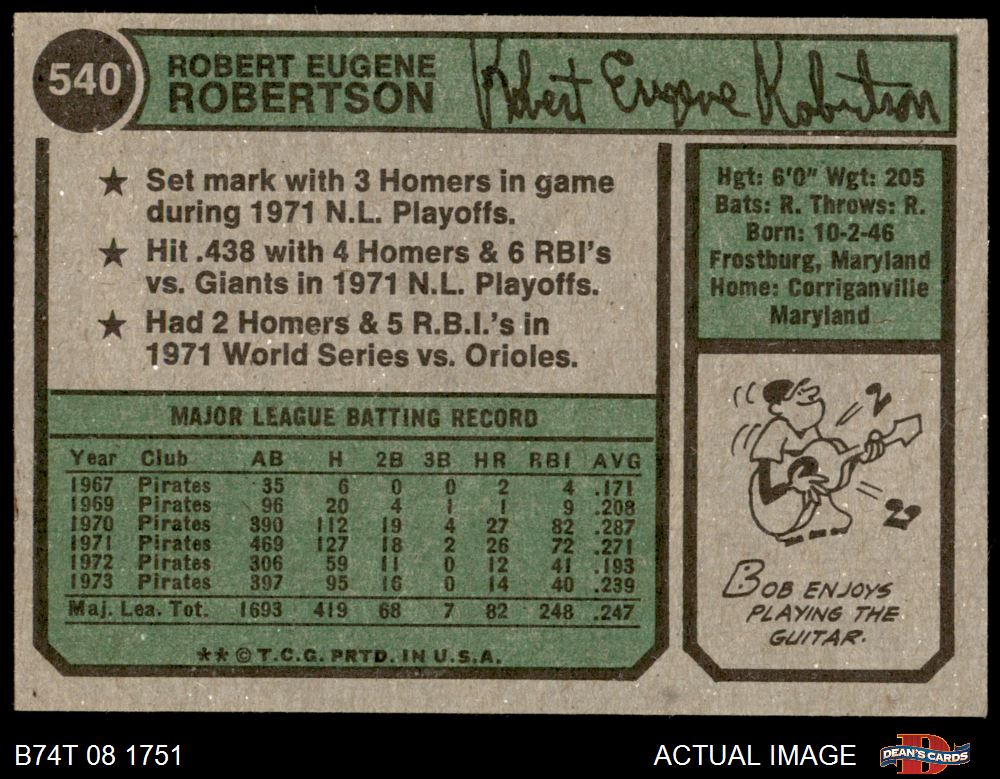 540
ROBERT EUGENE
ROBERTSON
Robert Eugene Robertson
★ Set mark with 3 Homers in game
during 1971 N.L. Playoffs.
★ Hit .438 with 4 Homers & 6 RBI's
vs. Giants in 1971 N.L. Playoffs.
★ Had 2 Homers & 5 R.B.I.'s in
1971 World Series vs. Orioles.
Hgt: 6'0" Wgt: 205
Bats: R. Throws: R.
Born: 10-2-46
Frostburg, Maryland
Home: Corriganville
Maryland
MAJOR LEAGUE BATTING RECORD
Year Club AB H 2B 3B HR RBI AVG
1967 Pirates 35 6 0 0 2 4 .171
1969 Pirates 96 20 4 1 1 9 .208
1970 Pirates 390 112 19 4 27 82 .287
1971 Pirates 469 127 18 2 26 72 .271
1972 Pirates 306 59 11 0 12 41 .193
1973 Pirates 397 95 16 0 14 40 .239
Maj. Lea. Tot. 1693 419 68 7 82 248 .247
**© T.C.G. PRTD. IN U.S.A.
BOB ENJOYS
PLAYING THE
GUITAR.
B74T 08 1751
ACTUAL IMAGE
DEAN'S CARDS